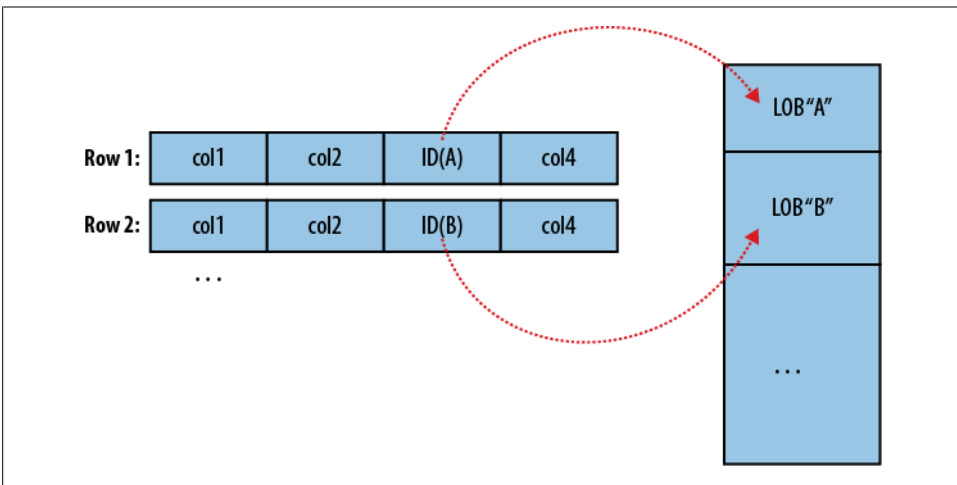 LOB“A”
Row 1: col1 col2 ID(A) col4
LOB“B”
Row 2: col1 col2 ID(B) col4
...
...